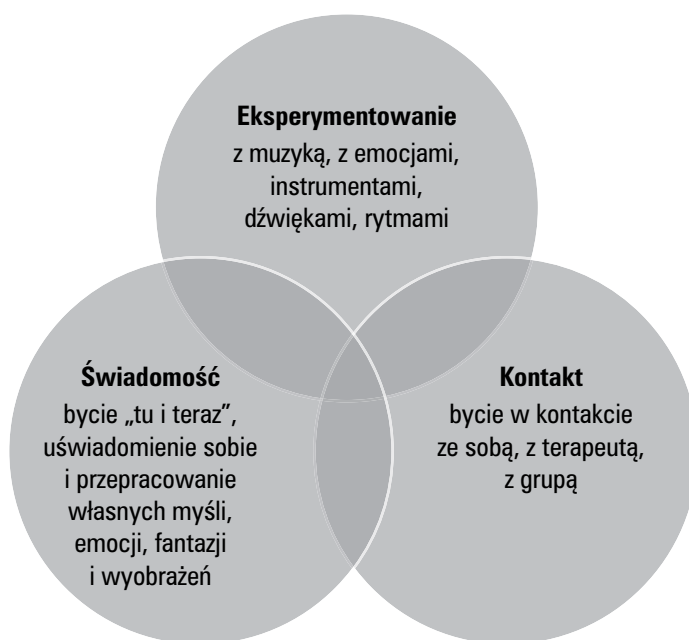 Eksperymentowanie
z muzyką, z emocjami,
instrumentami,
dźwiękami, rytmami
Świadomość
bycie „tu i teraz”,
uświadomienie sobie
i przepracowanie
własnych myśli,
emocji, fantazji
i wyobrażeń
Kontakt
bycie w kontakcie
ze sobą, z terapeutą,
z grupą